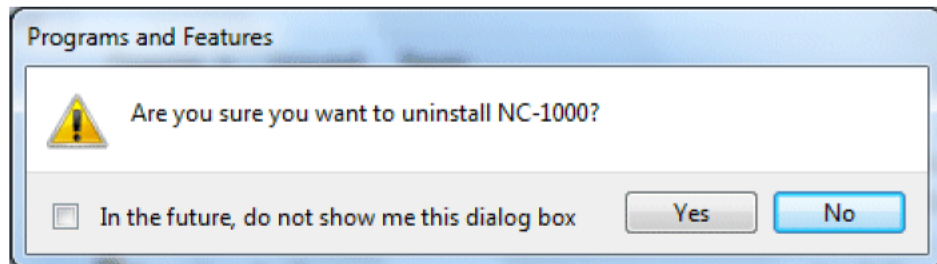 Programs and Features
Are you sure you want to uninstall NC-1000?
In the future, do not show me this dialog box
Yes
No